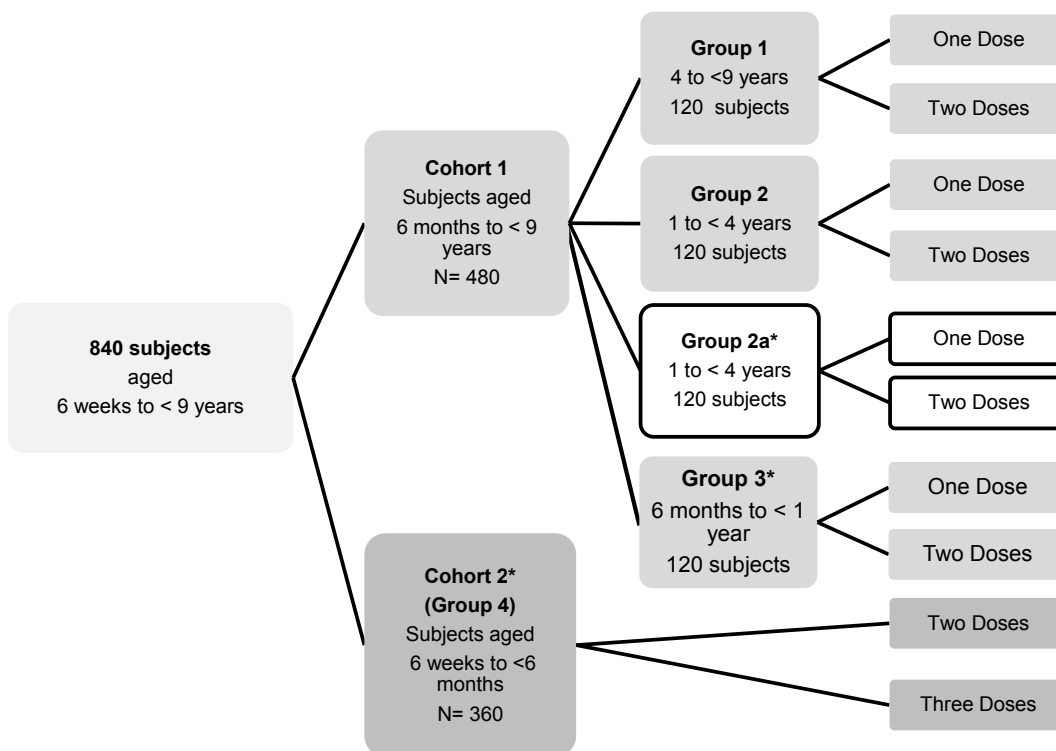 840 subjects
aged
6 weeks to < 9 years
Cohort 1
Subjects aged
6 months to < 9
years
N= 480
Group 1
4 to <9 years
120 subjects
One Dose
Two Doses
Group 2
1 to < 4 years
120 subjects
One Dose
Two Doses
Group 2a*
1 to < 4 years
120 subjects
One Dose
Two Doses
Group 3*
6 months to < 1
year
120 subjects
One Dose
Two Doses
Cohort 2*
(Group 4)
Subjects aged
6 weeks to <6
months
N= 360
Two Doses
Three Doses